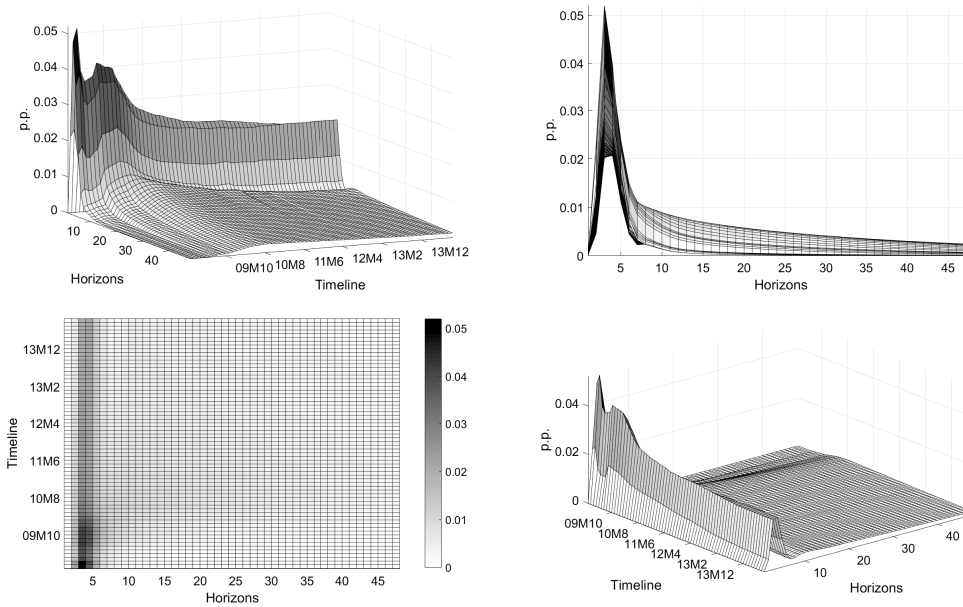 0.05
0.04
0.03
0.02
0.01
0
p.p.
10
20
30
40
Horizons
09M10
10M8
11M6
12M4
13M2
13M12
Timeline
0.05
0.04
0.03
0.02
0.01
0
p.p.
5 10 15 20 25 30 35 40 45
Horizons
13M12
13M2
12M4
11M6
10M8
09M10
Timeline
5 10 15 20 25 30 35 40 45
Horizons
0.05
0.04
0.03
0.02
0.01
0
0.04
0.02
0
p.p.
09M10
10M8
11M6
12M4
13M2
13M12
Timeline
10
20
30
40
Horizons